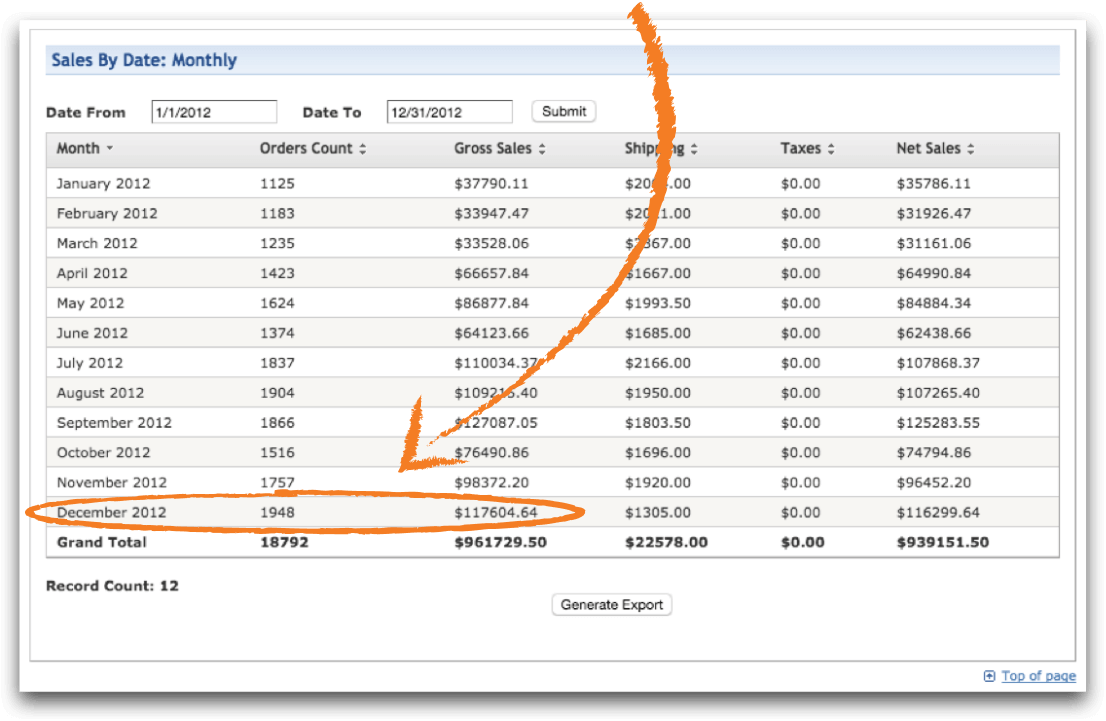 Sales By Date: Monthly
Date From 1/1/2012 Date To 12/31/2012 Submit
Month Orders Count Gross Sales Shipping Taxes Net Sales
January 2012 1125 $37790.11 $2004.00 $0.00 $35786.11
February 2012 1183 $33947.47 $2021.00 $0.00 $31926.47
March 2012 1235 $33528.06 $2367.00 $0.00 $31161.06
April 2012 1423 $66657.84 $1667.00 $0.00 $64990.84
May 2012 1624 $86877.84 $1993.50 $0.00 $84884.34
June 2012 1374 $64123.66 $1685.00 $0.00 $62438.66
July 2012 1837 $110034.37 $2166.00 $0.00 $107868.37
August 2012 1904 $109215.40 $1950.00 $0.00 $107265.40
September 2012 1866 $127087.05 $1803.50 $0.00 $125283.55
October 2012 1516 $76490.86 $1696.00 $0.00 $74794.86
November 2012 1757 $98372.20 $1920.00 $0.00 $96452.20
December 2012 1948 $117604.64 $1305.00 $0.00 $116299.64
Grand Total 18792 $961729.50 $22578.00 $0.00 $939151.50
Record Count: 12
Generate Export
Top of page